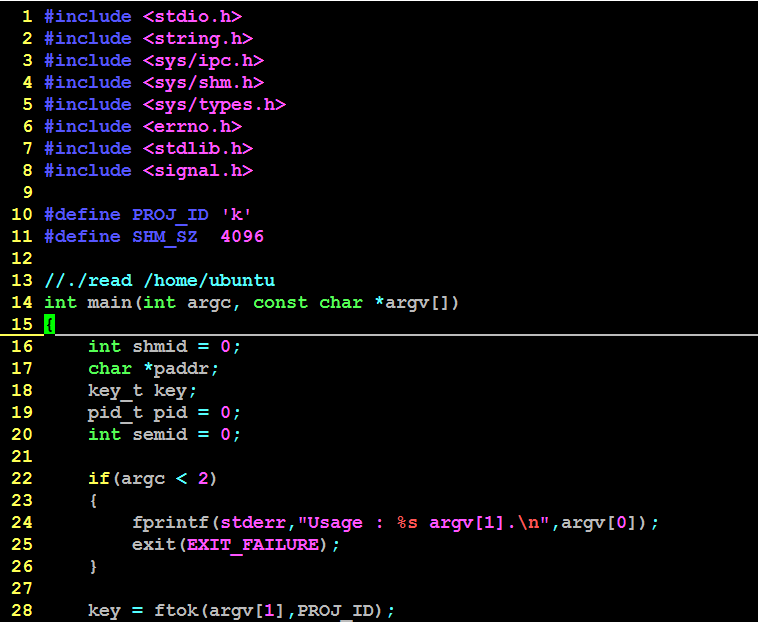 1 #include <stdio.h>
2 #include <string.h>
3 #include <sys/ipc.h>
4 #include <sys/shm.h>
5 #include <sys/types.h>
6 #include <errno.h>
7 #include <stdlib.h>
8 #include <signal.h>
9
10 #define PROJ_ID 'k'
11 #define SHM_SZ  4096
12
13 //./read /home/ubuntu
14 int main(int argc, const char *argv[])
15 {
16     int shmid = 0;
17     char *paddr;
18     key_t key;
19     pid_t pid = 0;
20     int semid = 0;
21
22     if(argc < 2)
23     {
24         fprintf(stderr,"Usage : %s argv[1].\n",argv[0]);
25         exit(EXIT_FAILURE);
26     }
27
28     key = ftok(argv[1],PROJ_ID);